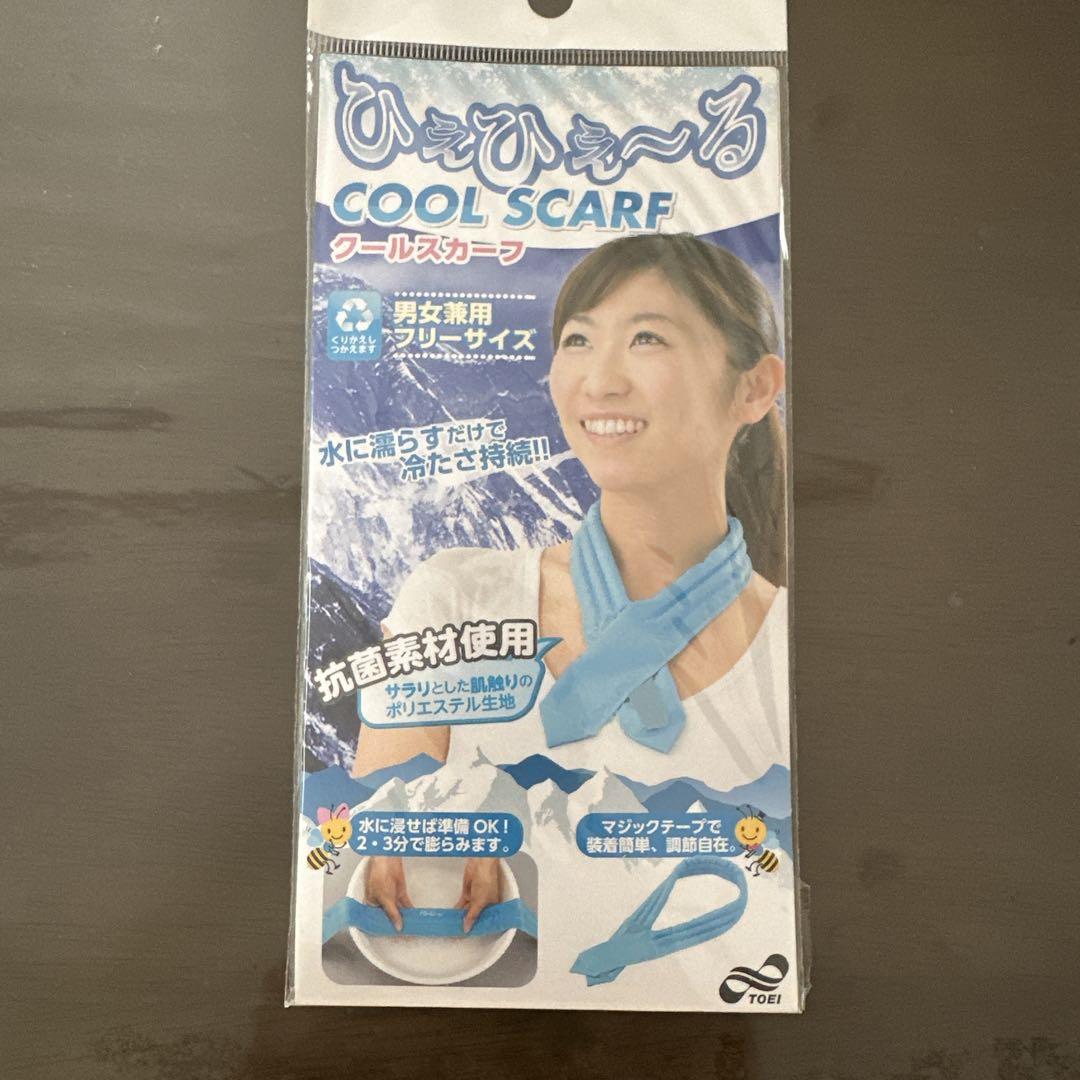 ひえひえ〜る
COOL SCARF
クールスカーフ
くりかえし
つかえます
男女兼用
フリーサイズ
水に濡らすだけで
冷たさ持続!!
抗菌素材使用
サラリとした肌触りの
ポリエステル生地
水に浸せば準備OK!
2・3分で膨らみます。
マジックテープで
装着簡単、調節自在。
TOEI